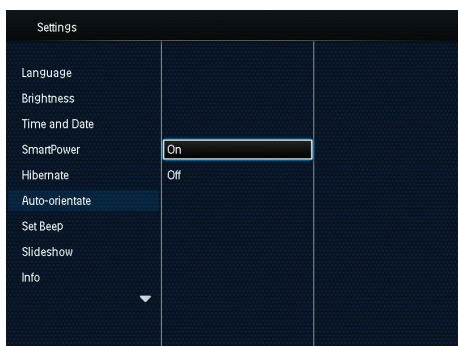 Settings
Language
Brightness
Time and Date
SmartPower
On
Hibernate
Off
Auto-orientate
Set Beep
Slideshow
Info